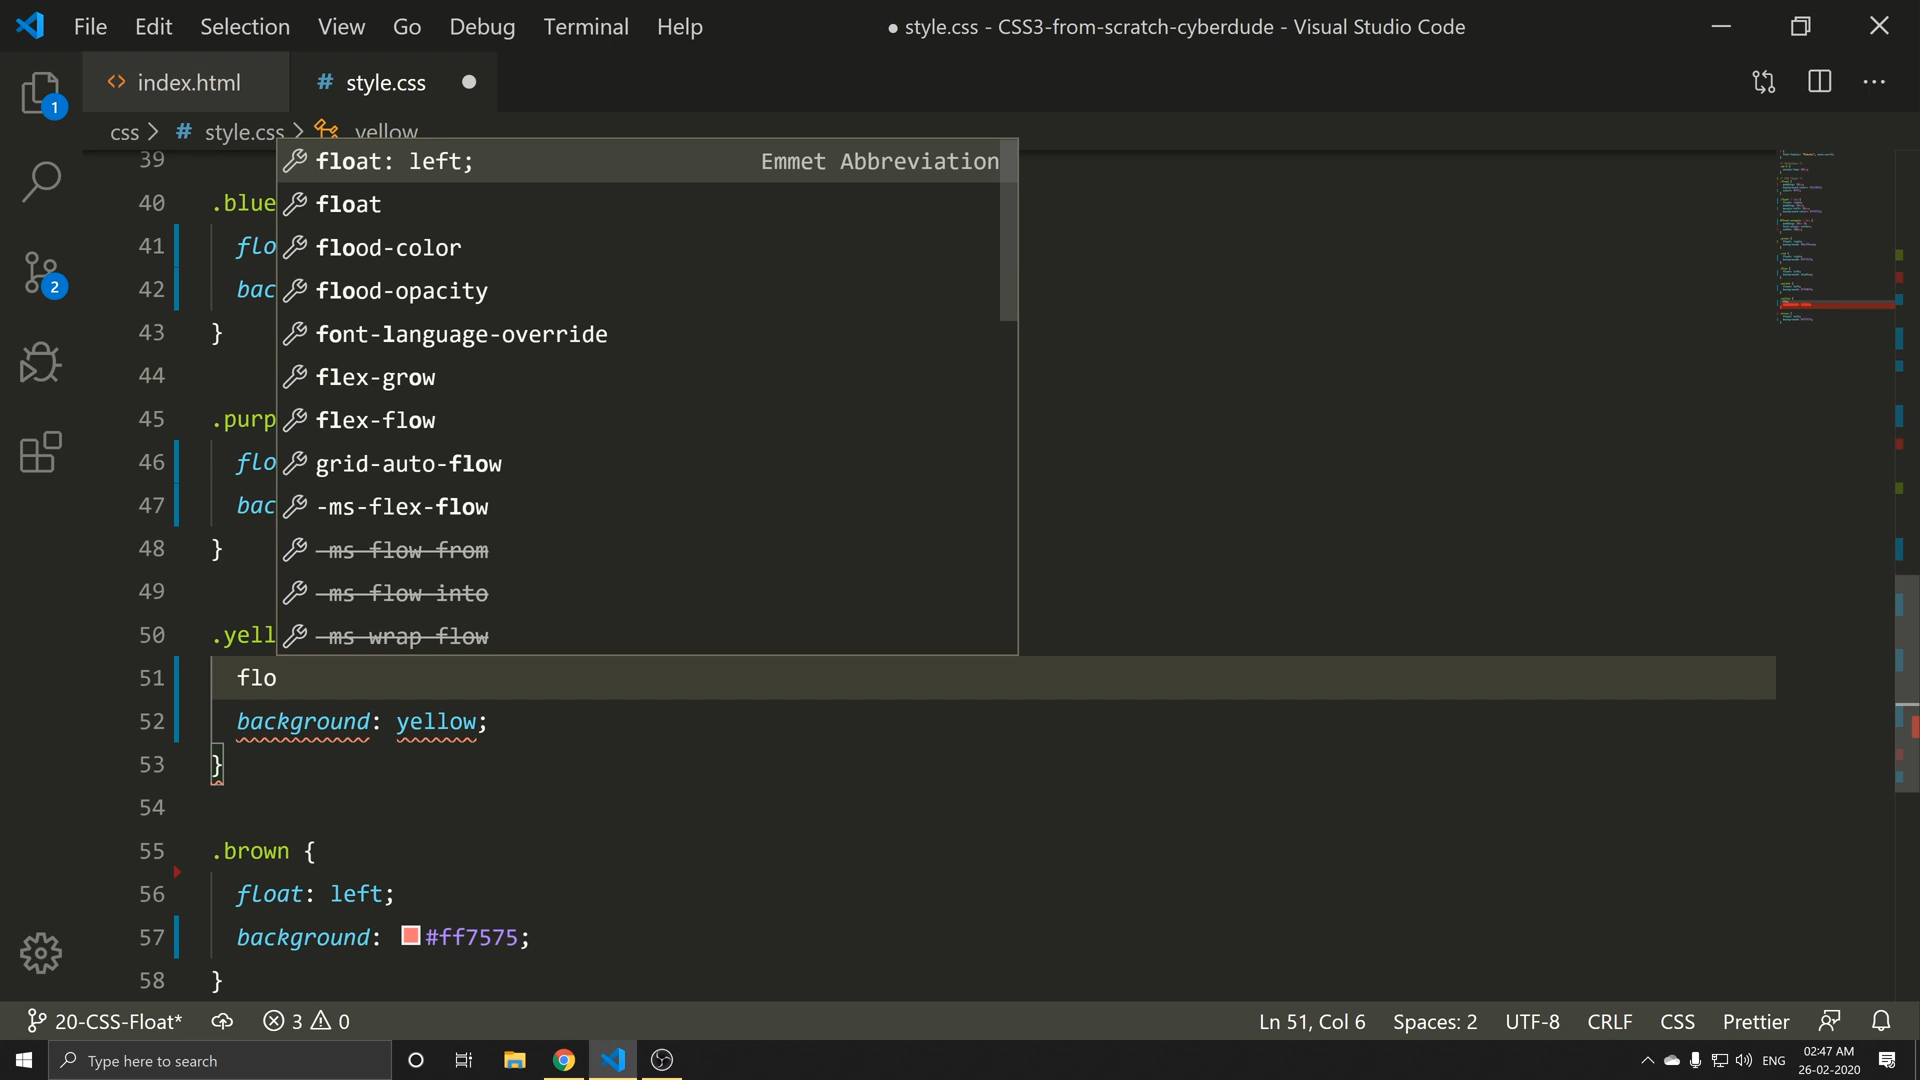 File Edit Selection View Go Debug Terminal Help
● style.css - CSS3-from-scratch-cyberdude - Visual Studio Code
<> index.html
# style.css ●
css > # style.css > yellow
1
2
39
40 .blue
41 flo
42 bac
43 }
44
45 .purp
46 flo
47 bac
48 }
49
50 .yell
float: left; Emmet Abbreviation
float
flood-color
flood-opacity
font-language-override
flex-grow
flex-flow
grid-auto-flow
-ms-flex-flow
-ms-flow-from
-ms-flow-into
-ms-wrap-flow
51 flo
52 background: yellow;
53 }
54
55 .brown {
56 float: left;
57 background: #ff7575;
58 }
20-CSS-Float* 3 0
Ln 51, Col 6 Spaces: 2 UTF-8 CRLF CSS Prettier
Type here to search
ENG
02:47 AM
26-02-2020